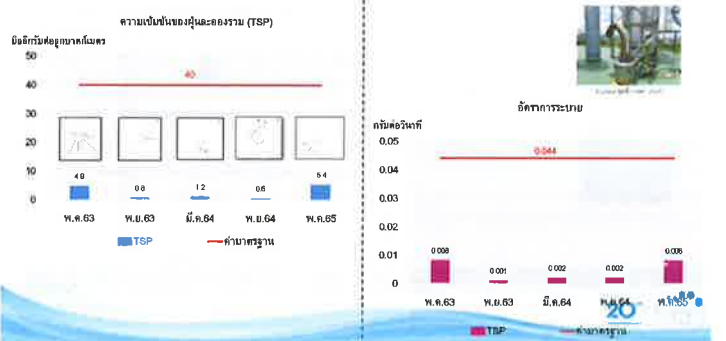 ความเข้มข้นของฝุ่นละอองรวม (TSP)
มิลลิกรัมต่อลูกบาศก์เมตร
50
40
40
30
20
10
0
4.8
0.8
1.2
0.6
5.4
พ.ค.63
พ.ย.63
มี.ค.64
พ.ย.64
พ.ค.65
TSP
ค่ามาตรฐาน
อัตราการระบาย
กรัมต่อวินาที
0.05
0.044
0.04
0.03
0.02
0.01
0
0.008
0.001
0.002
0.002
0.008
พ.ค.63
พ.ย.63
มี.ค.64
พ.ย.64
พ.ค.65
20
TSP
ค่ามาตรฐาน